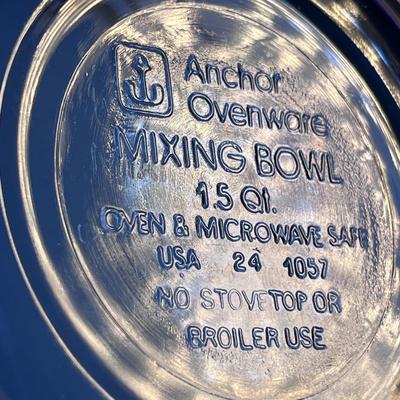 Anchor
Ovenware
MIXING BOWL
1.5 Qt.
OVEN & MICROWAVE SAFE
USA 24 1057
NO STOVETOP OR
BROILER USE